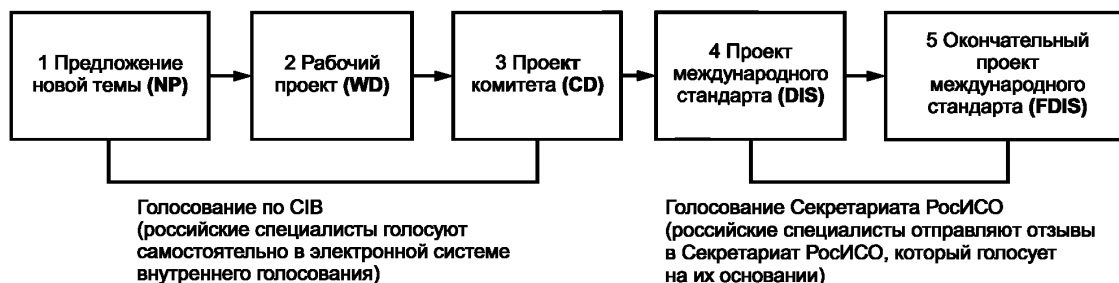 1 Предложение
новой темы (NP)
2 Рабочий
проект (WD)
3 Проект
комитета (CD)
4 Проект
международного
стандарта (DIS)
5 Окончательный
проект
международного
стандарта (FDIS)
Голосование по CIB
(российские специалисты голосуют
самостоятельно в электронной системе
внутреннего голосования)
Голосование Секретариата РосИСО
(российские специалисты отправляют отзывы
в Секретариат РосИСО, который голосует
на их основании)